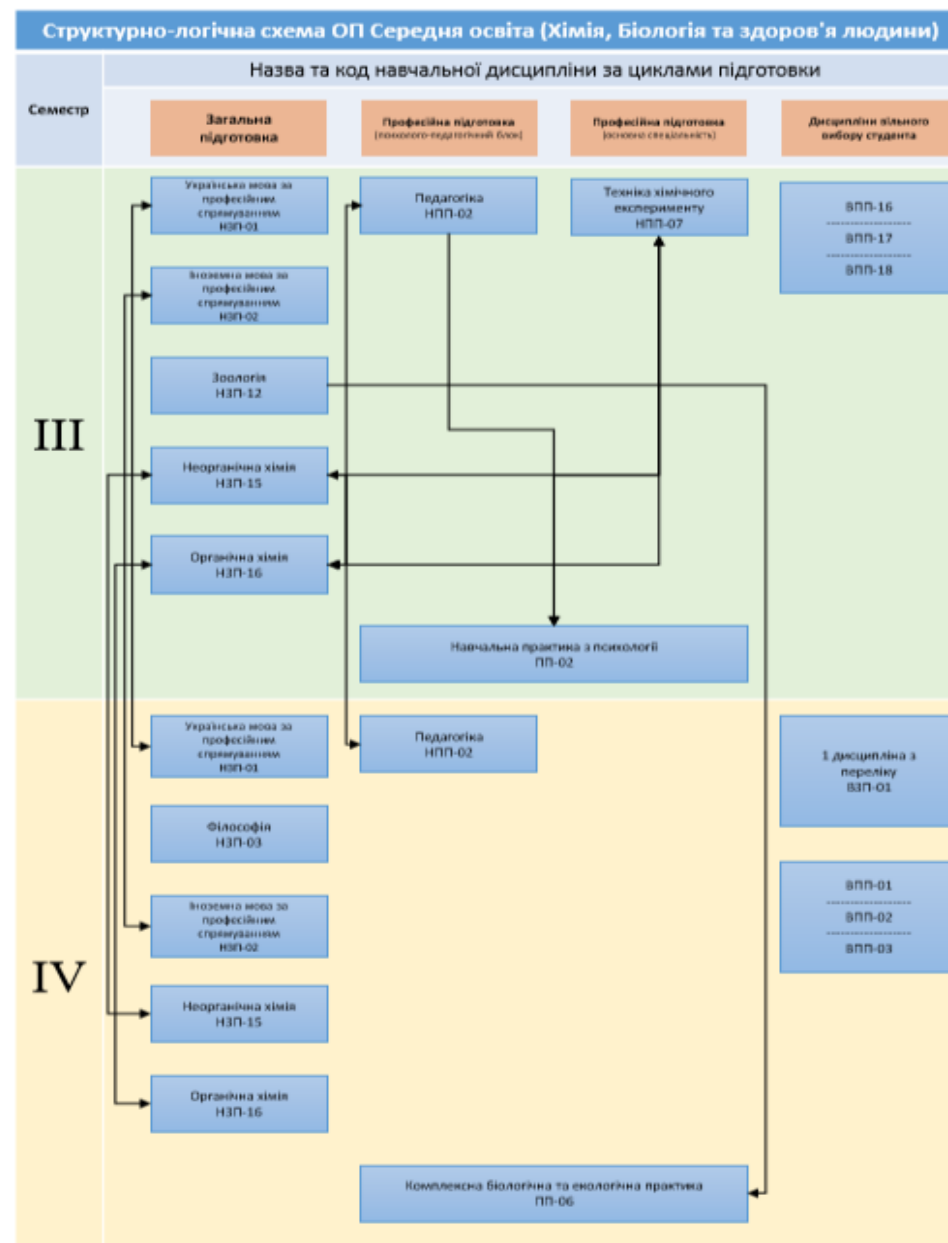 Структурно-логічна схема ОП Середня освіта (Хімія, Біологія та здоров'я людини)
Семестр
Назва та код навчальної дисципліни за циклами підготовки
Загальна
підготовка
Професійна підготовка
(психолого-педагогічний блок)
Професійна підготовка
(основна спеціальність)
Дисципліни вільного
вибору студента
III
Українська мова за
професійним
спрямуванням
НЗП-01
Педагогіка
НПП-02
Техніка хімічного
експерименту
НПП-07
ВПП-16
ВПП-17
ВПП-18
Іноземна мова за
професійним
спрямуванням
НЗП-02
Зоологія
НЗП-12
Неорганічна хімія
НЗП-15
Органічна хімія
НЗП-16
Навчальна практика з психології
ПП-02
IV
Українська мова за
професійним
спрямуванням
НЗП-01
Педагогіка
НПП-02
1 дисципліна з
переліку
ВЗП-01
Філософія
НЗП-03
Іноземна мова за
професійним
спрямуванням
НЗП-02
ВПП-01
ВПП-02
ВПП-03
Неорганічна хімія
НЗП-15
Органічна хімія
НЗП-16
Комплексна біологічна та екологічна практика
ПП-06